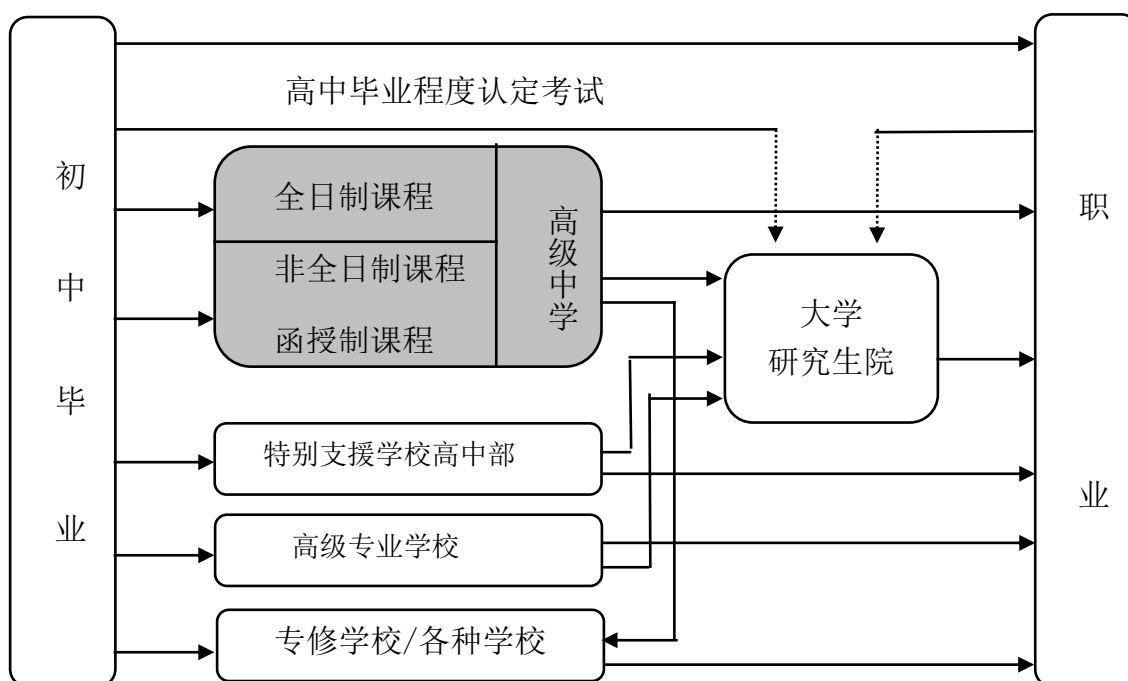 高中毕业程度认定考试
初中毕业
全日制课程
非全日制课程
函授制课程
高级中学
大学
研究生院
特别支援学校高中部
高级专业学校
专修学校/各种学校
职业